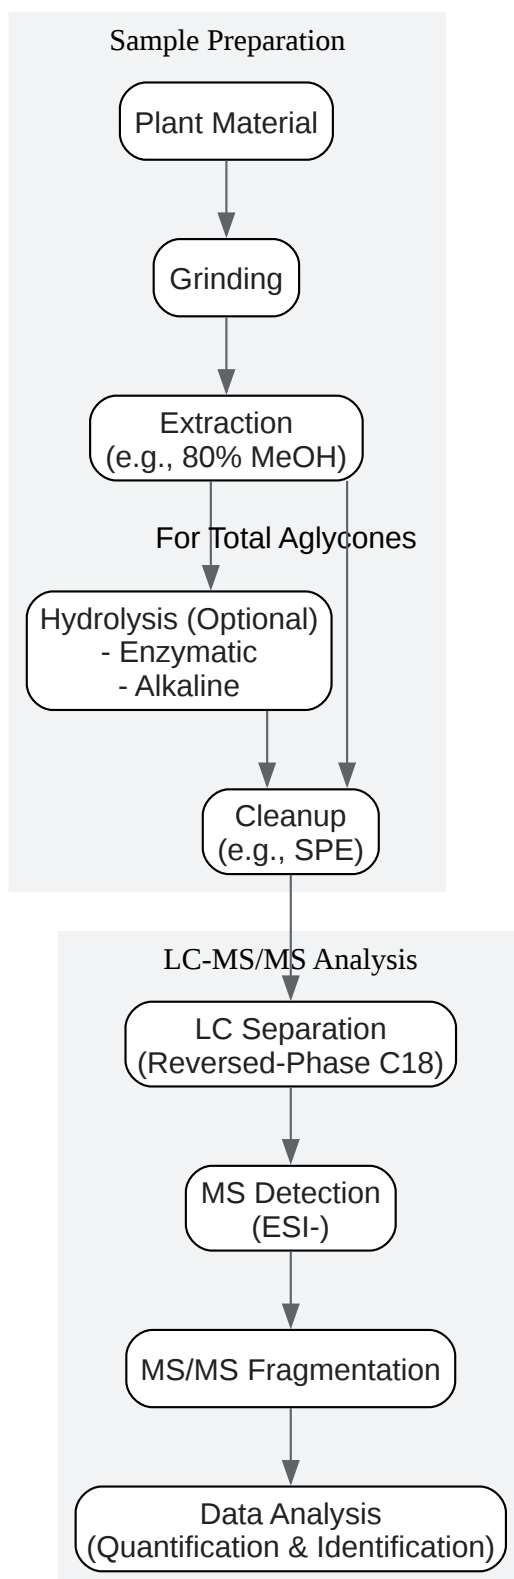 Sample Preparation
Plant Material
Grinding
Extraction
(e.g., 80% MeOH)
For Total Aglycones
Hydrolysis (Optional)
- Enzymatic
- Alkaline
Cleanup
(e.g., SPE)
LC-MS/MS Analysis
LC Separation
(Reversed-Phase C18)
MS Detection
(ESI-)
MS/MS Fragmentation
Data Analysis
(Quantification & Identification)